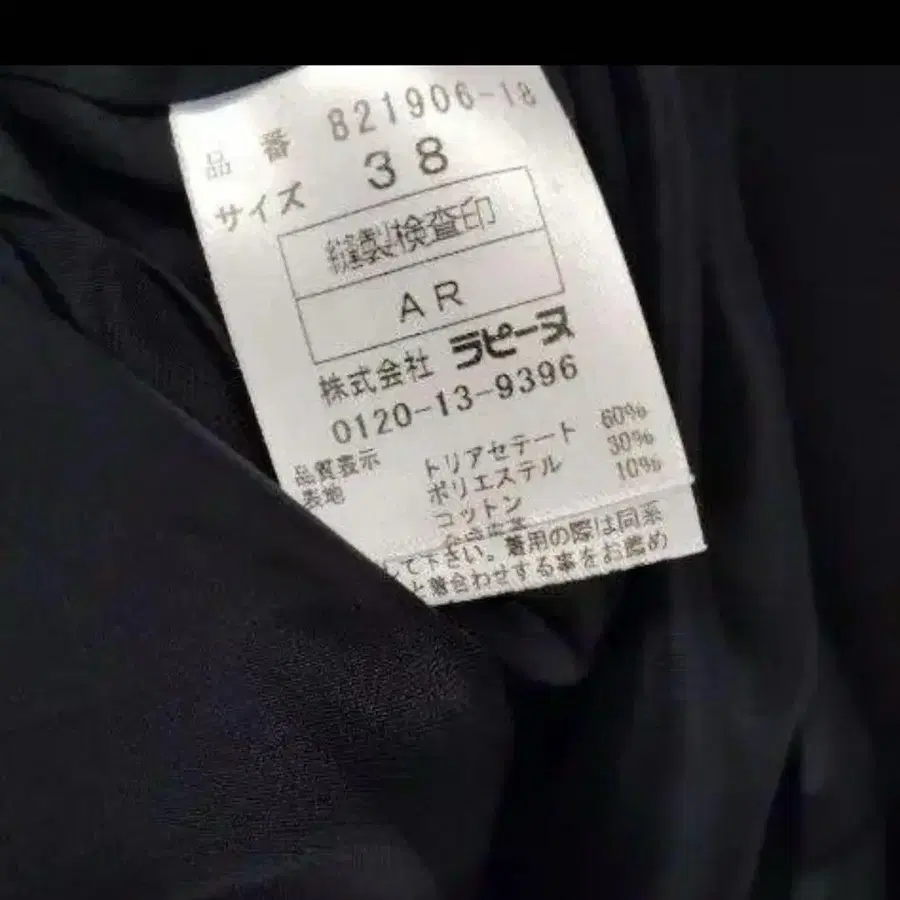 品番 821906-18
サイズ 38
縫製検査印
AR
株式会社 ラピーヌ
0120-13-9396
品質表示
表地 トリアセテート 60%
ポリエステル 30%
コットン 10%
して下さい。着用の際は同系
と組合わせする事をお薦め